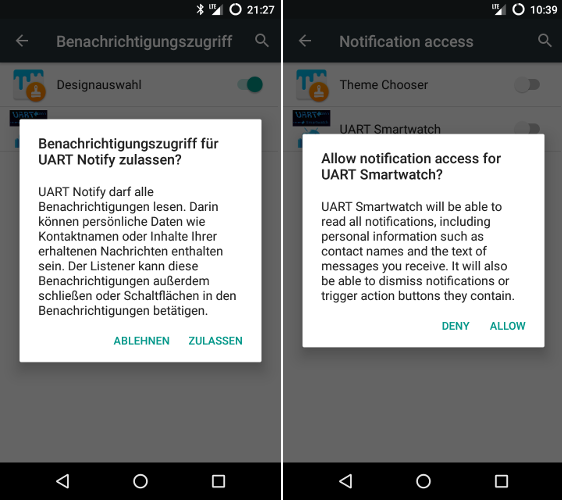 LTE 21:27
Benachrichtigungszugriff
Designauswahl
UART
Benachrichtigungszugriff für
UART Notify zulassen?
UART Notify darf alle
Benachrichtigungen lesen. Darin
können persönliche Daten wie
Kontaktnamen oder Inhalte Ihrer
erhaltenen Nachrichten enthalten
sein. Der Listener kann diese
Benachrichtigungen außerdem
schließen oder Schaltflächen in den
Benachrichtigungen betätigen.
ABLEHNEN ZULASSEN
LTE 10:39
Notification access
Theme Chooser
UART
UART Smartwatch
Allow notification access for
UART Smartwatch?
UART Smartwatch will be able to
read all notifications, including
personal information such as
contact names and the text of
messages you receive. It will also
be able to dismiss notifications or
trigger action buttons they contain.
DENY ALLOW